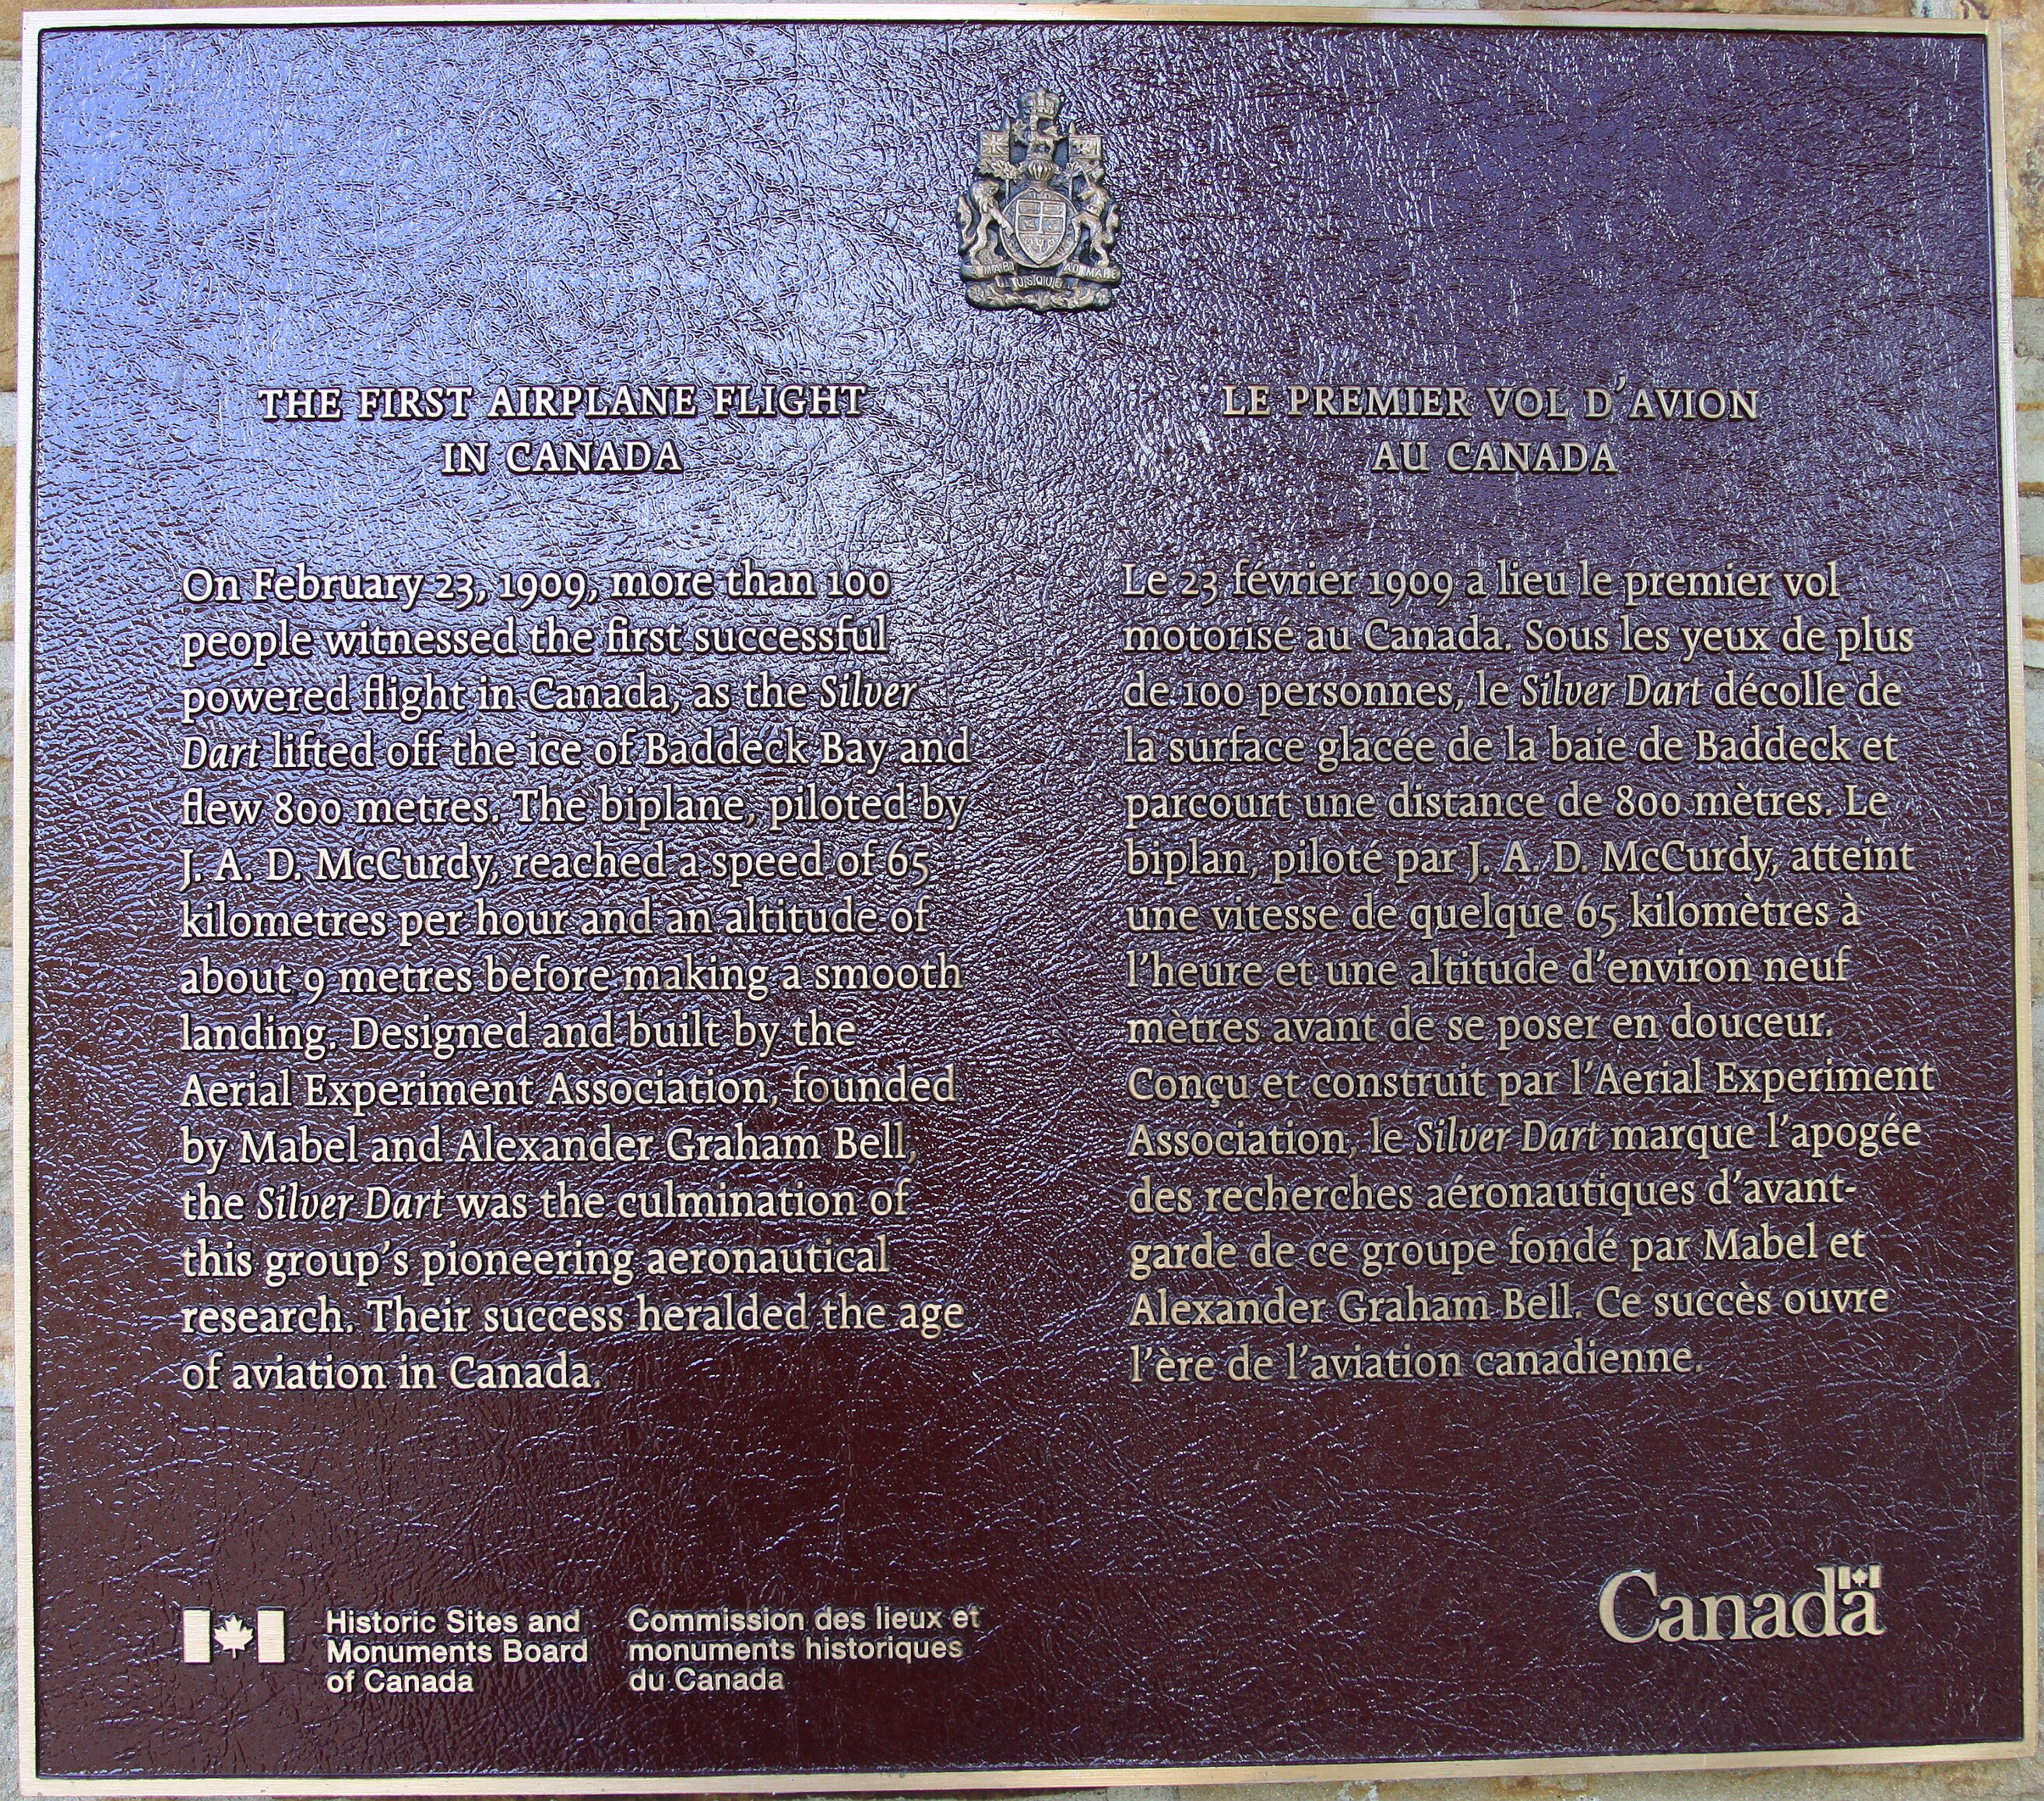 A MARI
AD MARE
USQUE
THE FIRST AIRPLANE FLIGHT
IN CANADA
On February 23, 1909, more than 100
people witnessed the first successful
powered flight in Canada, as the Silver
Dart lifted off the ice of Baddeck Bay and
flew 800 metres. The biplane, piloted by
J. A. D. McCurdy, reached a speed of 65
kilometres per hour and an altitude of
about 9 metres before making a smooth
landing. Designed and built by the
Aerial Experiment Association, founded
by Mabel and Alexander Graham Bell,
the Silver Dart was the culmination of
this group's pioneering aeronautical
research. Their success heralded the age
of aviation in Canada.
LE PREMIER VOL D'AVION
AU CANADA
Le 23 février 1909 a lieu le premier vol
motorisé au Canada. Sous les yeux de plus
de 100 personnes, le Silver Dart décolle de
la surface glacée de la baie de Baddeck et
parcourt une distance de 800 mètres. Le
biplan, piloté par J. A. D. McCurdy, atteint
une vitesse de quelque 65 kilomètres à
l'heure et une altitude d'environ neuf
mètres avant de se poser en douceur.
Conçu et construit par l'Aerial Experiment
Association, le Silver Dart marque l'apogée
des recherches aéronautiques d'avant-
garde de ce groupe fondé par Mabel et
Alexander Graham Bell. Ce succès ouvre
l'ère de l'aviation canadienne.
Historic Sites and
Monuments Board
of Canada
Commission des lieux et
monuments historiques
du Canada
Canada